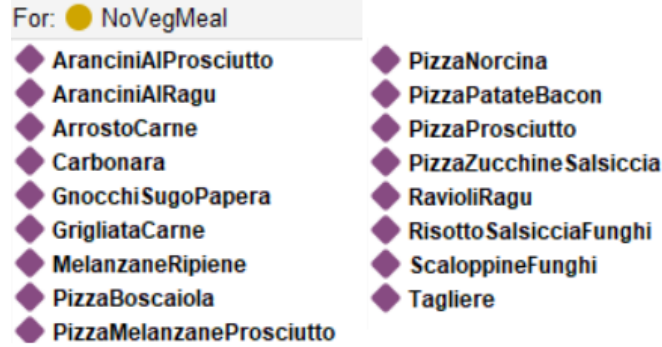 For: NoVegMeal
AranciniAlProsciutto
AranciniAlRagu
ArrostoCarne
Carbonara
GnocchiSugoPapera
GrigliataCarne
MelanzaneRipiene
PizzaBoscaiola
PizzaMelanzaneProsciutto
PizzaNorcina
PizzaPatateBacon
PizzaProsciutto
PizzaZucchineSalsiccia
RavioliRagu
RisottoSalsicciaFunghi
ScaloppineFunghi
Tagliere